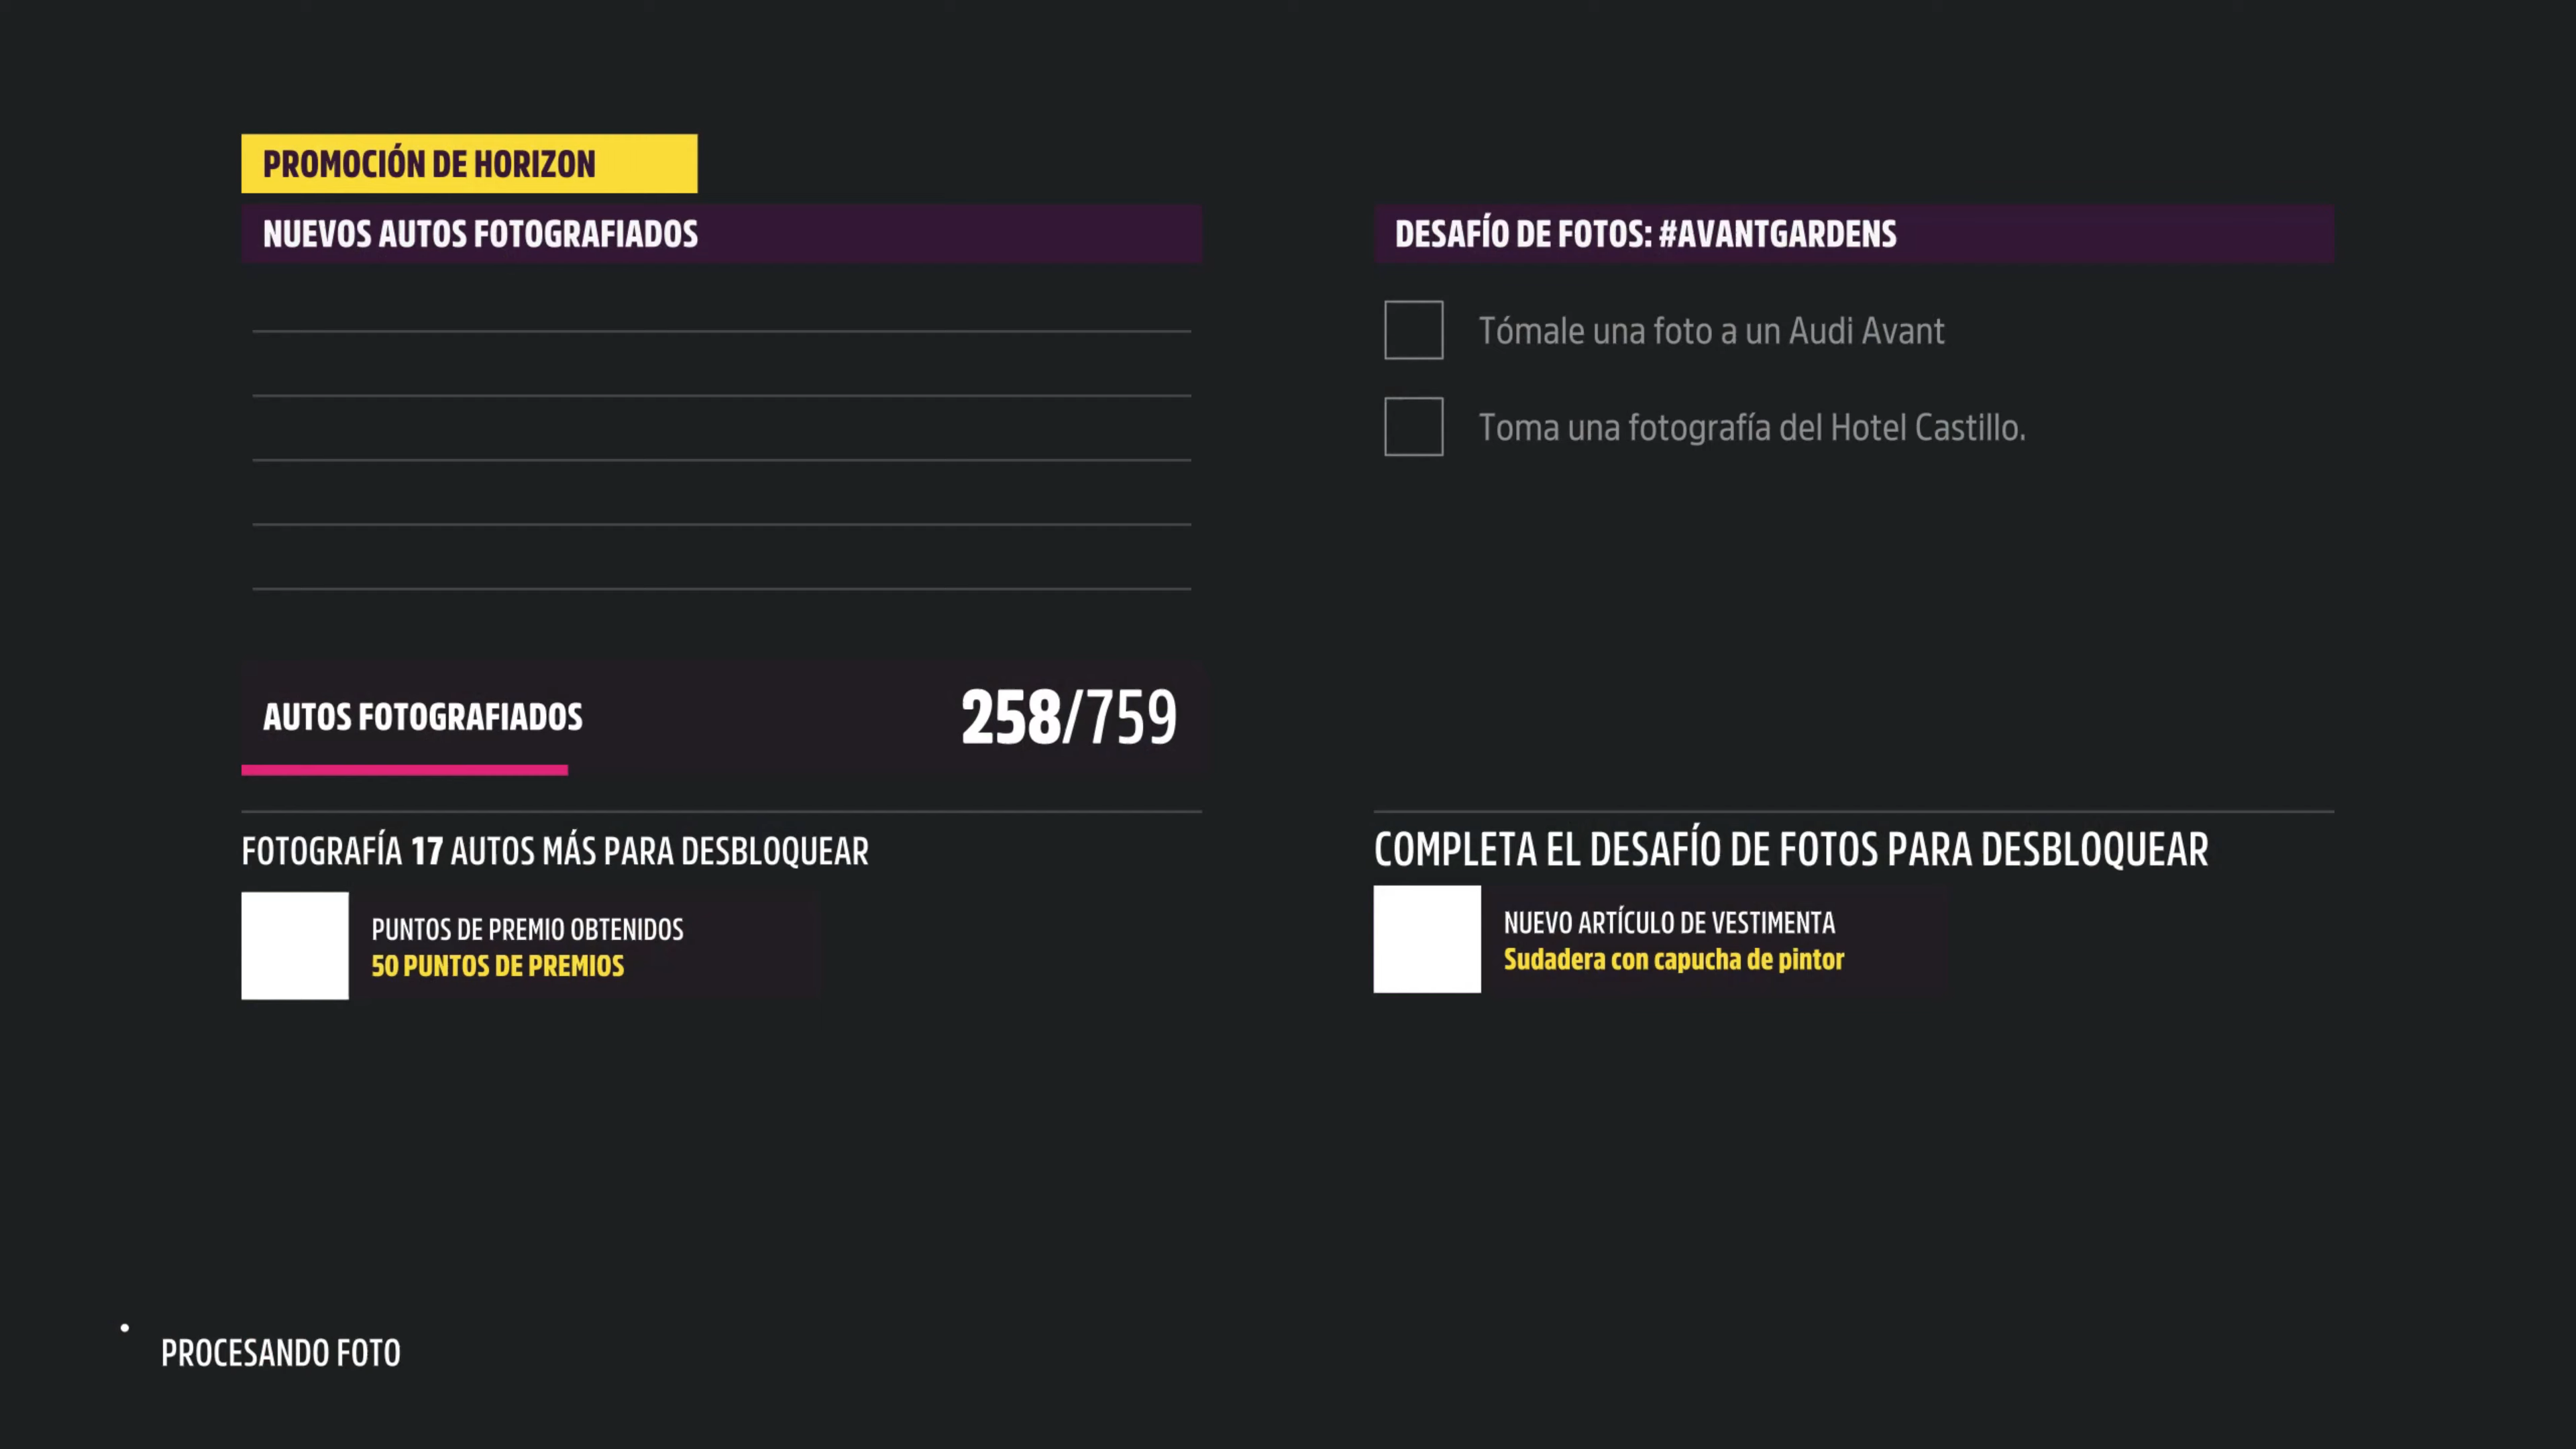 PROMOCIÓN DE HORIZON
NUEVOS AUTOS FOTOGRAFIADOS
AUTOS FOTOGRAFIADOS
258/759
FOTOGRAFÍA 17 AUTOS MÁS PARA DESBLOQUEAR
PUNTOS DE PREMIO OBTENIDOS
50 PUNTOS DE PREMIOS
DESAFÍO DE FOTOS: #AVANTGARDENS
Tómale una foto a un Audi Avant
Toma una fotografía del Hotel Castillo.
COMPLETA EL DESAFÍO DE FOTOS PARA DESBLOQUEAR
NUEVO ARTÍCULO DE VESTIMENTA
Sudadera con capucha de pintor
PROCESANDO FOTO